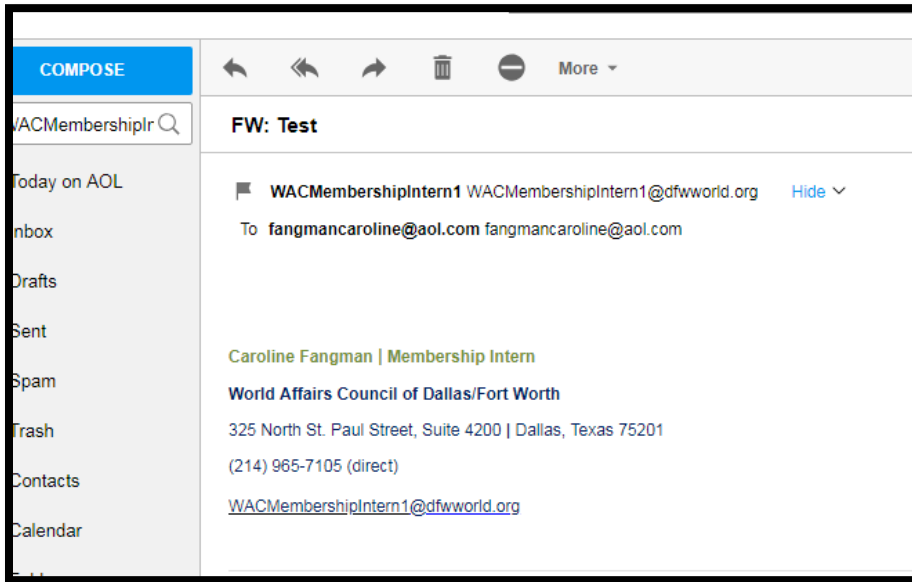 COMPOSE
More
WACMembershipIr
FW: Test
Today on AOL
WACMembershipIntern1 WACMembershipIntern1@dfwworld.org Hide
Inbox
To fangmancaroline@aol.com fangmancaroline@aol.com
Drafts
Sent
Spam
Trash
Contacts
Calendar
Caroline Fangman | Membership Intern
World Affairs Council of Dallas/Fort Worth
325 North St. Paul Street, Suite 4200 | Dallas, Texas 75201
(214) 965-7105 (direct)
WACMembershipIntern1@dfwworld.org